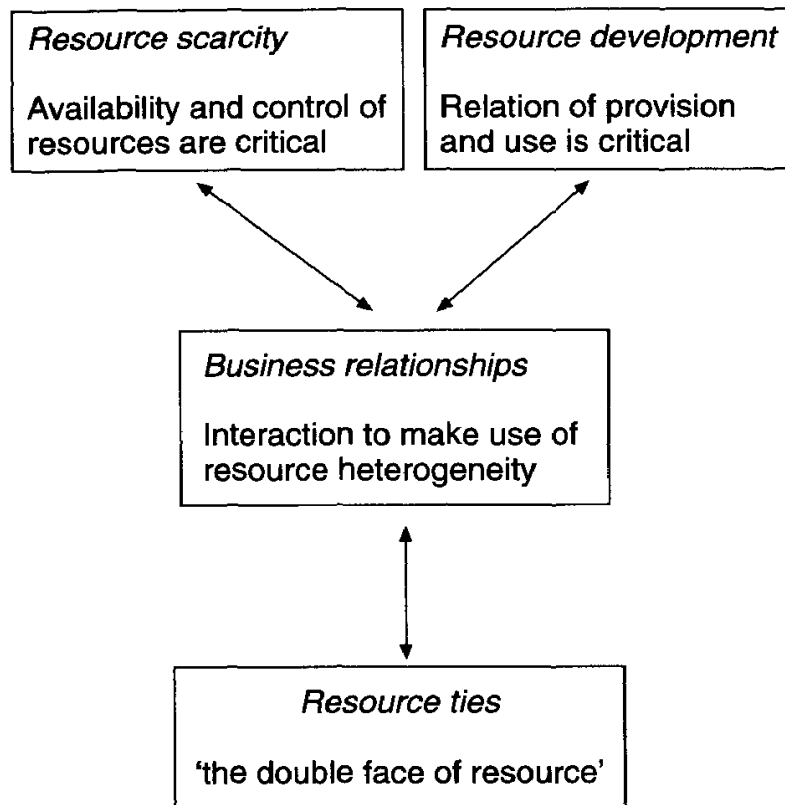 Resource scarcity
Availability and control of
resources are critical
Resource development
Relation of provision
and use is critical
Business relationships
Interaction to make use of
resource heterogeneity
Resource ties
‘the double face of resource’